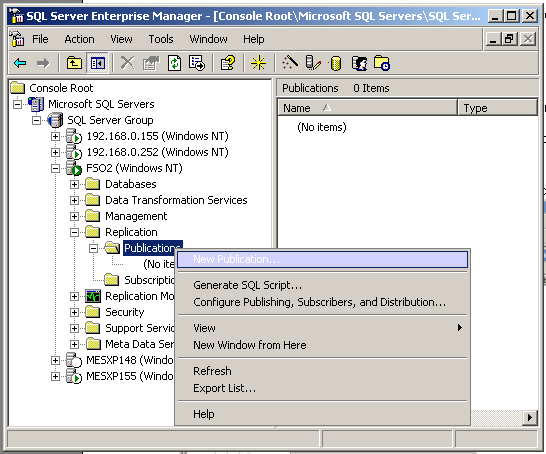 SQL Server Enterprise Manager - [Console Root\Microsoft SQL Servers\SQL Ser...
File Action View Tools Window Help
Console Root
Microsoft SQL Servers
SQL Server Group
192.168.0.155 (Windows NT)
192.168.0.252 (Windows NT)
FSO2 (Windows NT)
Databases
Data Transformation Services
Management
Replication
Publications
(No ite
Subscriptio
Replication Mo
Security
Support Servic
Meta Data Ser
MESXP148 (Windo
MESXP155 (Windo
Publications 0 Items
Name Type
(No items)
New Publication...
Generate SQL Script...
Configure Publishing, Subscribers, and Distribution...
View
New Window from Here
Refresh
Export List...
Help